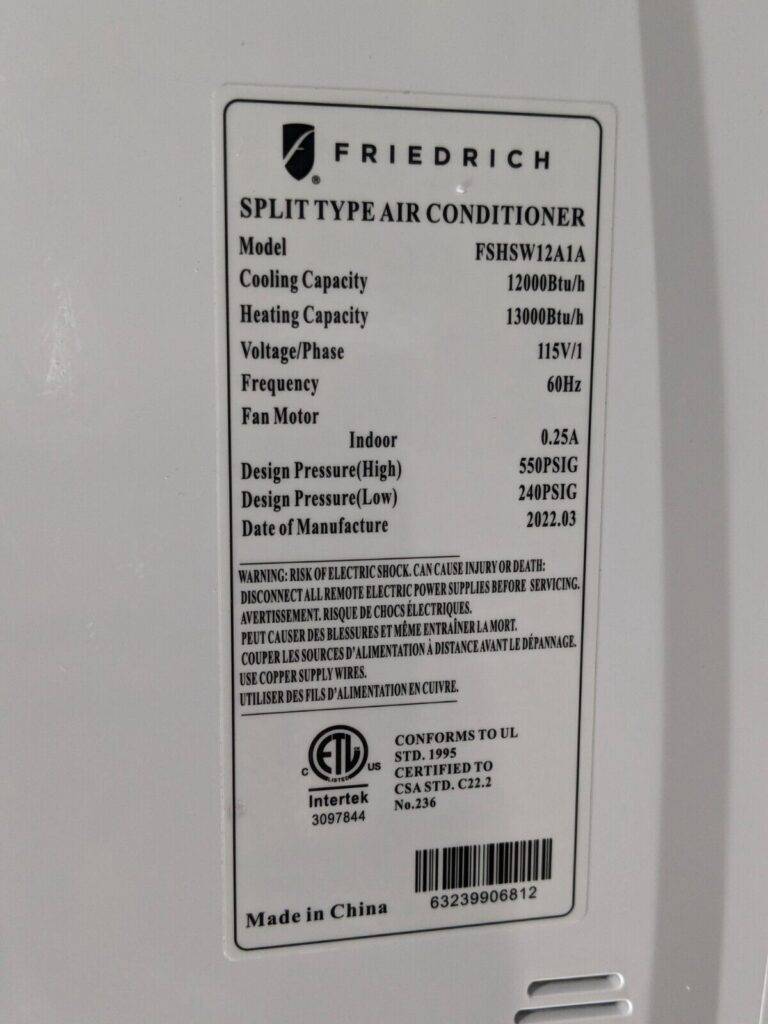 FRIEDRICH
®
SPLIT TYPE AIR CONDITIONER
Model FSHSW12A1A
Cooling Capacity 12000Btu/h
Heating Capacity 13000Btu/h
Voltage/Phase 115V/1
Frequency 60Hz
Fan Motor
Indoor 0.25A
Design Pressure(High) 550PSIG
Design Pressure(Low) 240PSIG
Date of Manufacture 2022.03
WARNING: RISK OF ELECTRIC SHOCK. CAN CAUSE INJURY OR DEATH:
DISCONNECT ALL REMOTE ELECTRIC POWER SUPPLIES BEFORE SERVICING.
AVERTISSEMENT. RISQUE DE CHOCS ÉLECTRIQUES.
PEUT CAUSER DES BLESSURES ET MÊME ENTRAÎNER LA MORT.
COUPER LES SOURCES D'ALIMENTATION À DISTANCE AVANT LE DÉPANNAGE.
USE COPPER SUPPLY WIRES.
UTILISER DES FILS D'ALIMENTATION EN CUIVRE.
ETL
C US
LISTED
Intertek
3097844
CONFORMS TO UL
STD. 1995
CERTIFIED TO
CSA STD. C22.2
No.236
63239906812
Made in China